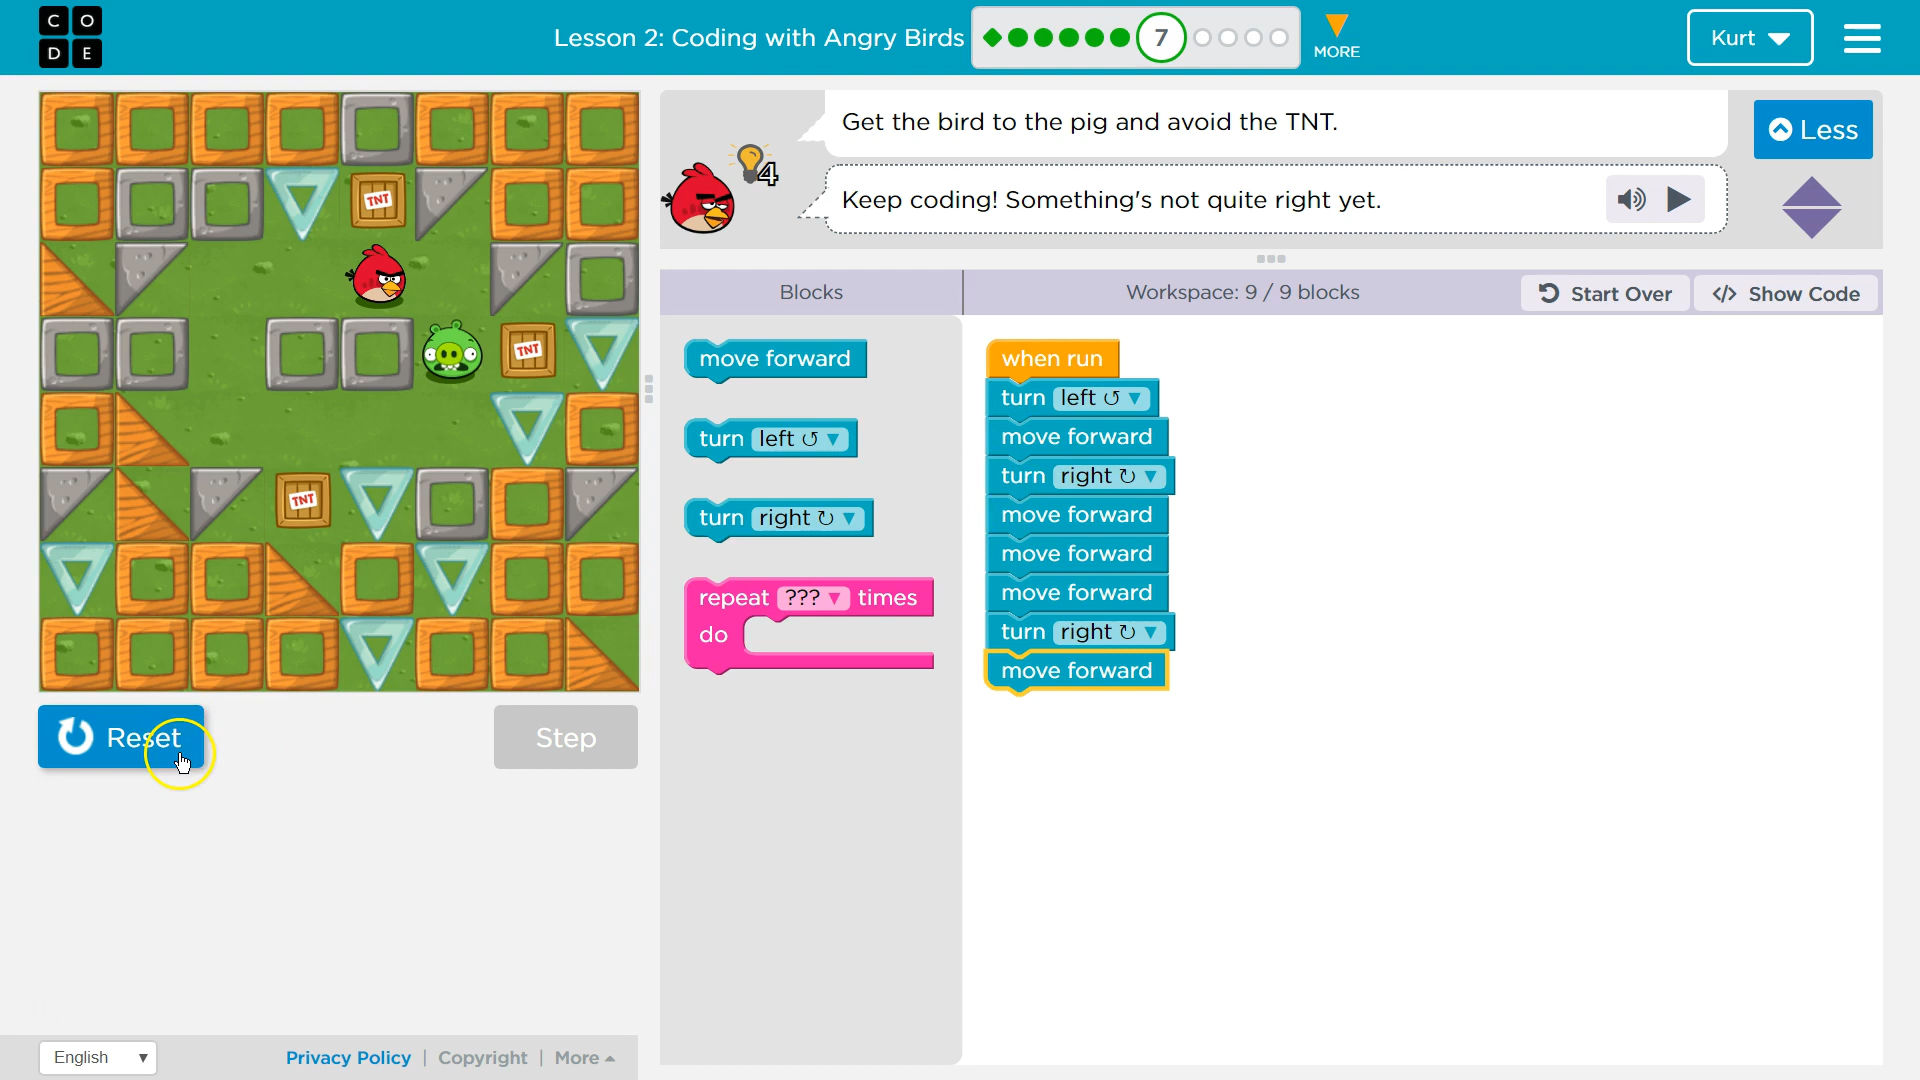 C O
D E
Lesson 2: Coding with Angry Birds
7
MORE
Kurt
Get the bird to the pig and avoid the TNT.
Less
4
Keep coding! Something's not quite right yet.
Blocks
Workspace: 9 / 9 blocks
Start Over
</> Show Code
TNT
TNT
TNT
move forward
turn left ↺ ▼
turn right ↻ ▼
repeat ??? ▼ times
do
when run
turn left ↺ ▼
move forward
turn right ↻ ▼
move forward
move forward
move forward
turn right ↻ ▼
move forward
Reset
Step
English
Privacy Policy | Copyright | More